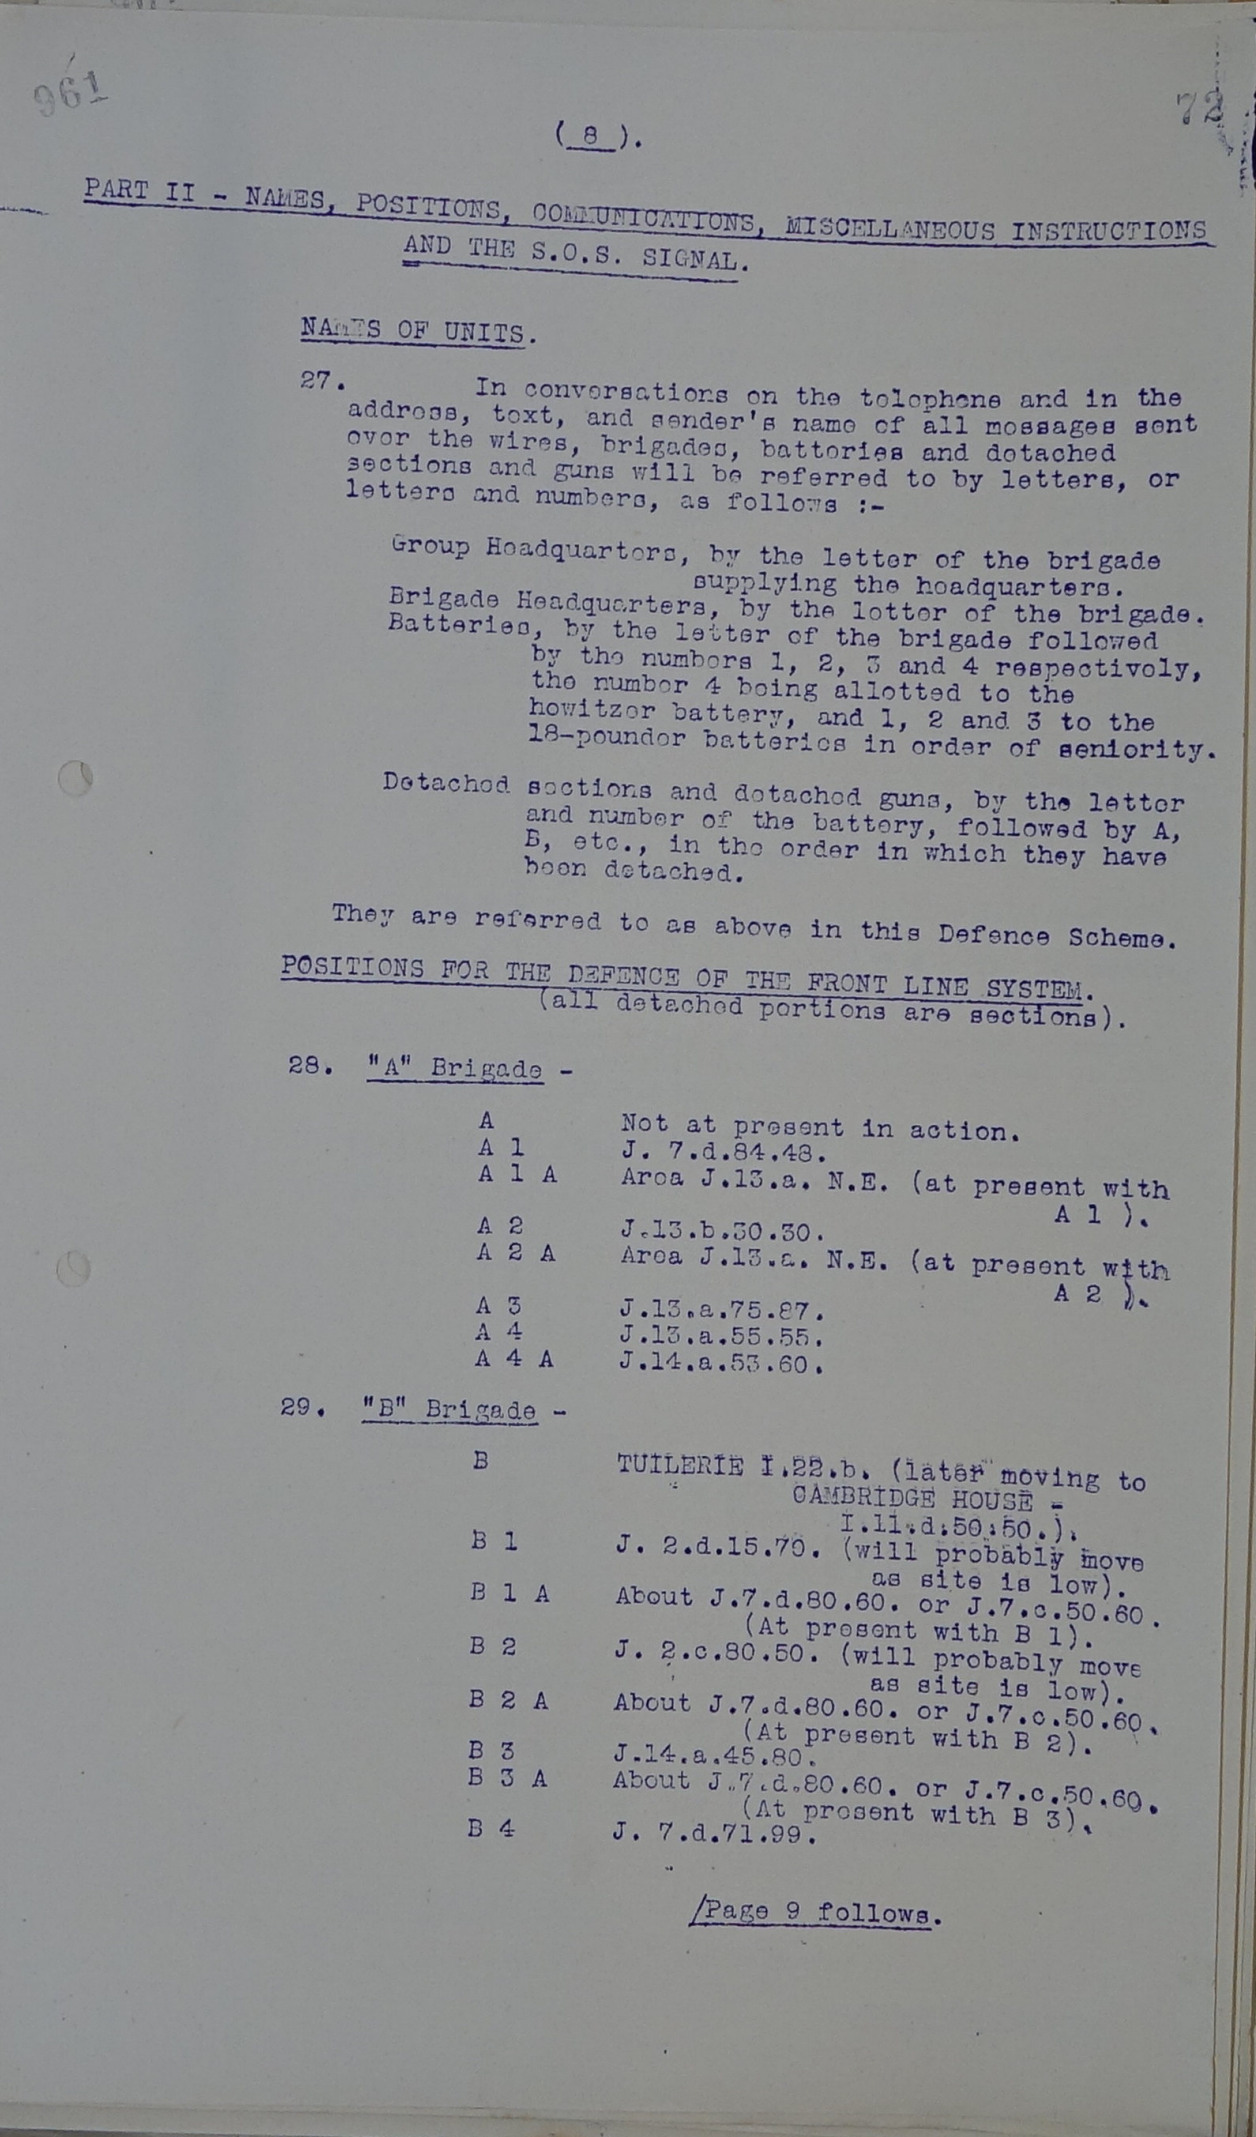 961
72
( 8 ).
PART II - NAMES, POSITIONS, COMMUNICATIONS, MISCELLANEOUS INSTRUCTIONS
AND THE S.O.S. SIGNAL.
NAMES OF UNITS.
27. In conversations on the telephone and in the
address, text, and sender's name of all messages sent
over the wires, brigades, batteries and detached
sections and guns will be referred to by letters, or
letters and numbers, as follows :-
Group Headquarters, by the letter of the brigade
supplying the headquarters.
Brigade Headquarters, by the letter of the brigade.
Batteries, by the letter of the brigade followed
by the numbers 1, 2, 3 and 4 respectively,
the number 4 being allotted to the
howitzer battery, and 1, 2 and 3 to the
18-pounder batteries in order of seniority.
Detached sections and detached guns, by the letter
and number of the battery, followed by A,
B, etc., in the order in which they have
been detached.
They are referred to as above in this Defence Scheme.
POSITIONS FOR THE DEFENCE OF THE FRONT LINE SYSTEM.
(all detached portions are sections).
28. "A" Brigade -
A Not at present in action.
A 1 J. 7.d.84.48.
A 1 A Area J.13.a. N.E. (at present with
A 1 ).
A 2 J.13.b.30.30.
A 2 A Area J.13.a. N.E. (at present with
A 2 ).
A 3 J.13.a.75.87.
A 4 J.13.a.55.55.
A 4 A J.14.a.53.60.
29. "B" Brigade -
B TUILERIE I.22.b. (later moving to
CAMBRIDGE HOUSE -
I.11.d.50.50.).
B 1 J. 2.d.15.70. (will probably move
as site is low).
B 1 A About J.7.d.80.60. or J.7.c.50.60.
(At present with B 1).
B 2 J. 2.c.80.50. (will probably move
as site is low).
B 2 A About J.7.d.80.60. or J.7.c.50.60.
(At present with B 2).
B 3 J.14.a.45.80.
B 3 A About J.7.d.80.60. or J.7.c.50.60.
(At present with B 3).
B 4 J. 7.d.71.99.
/Page 9 follows.